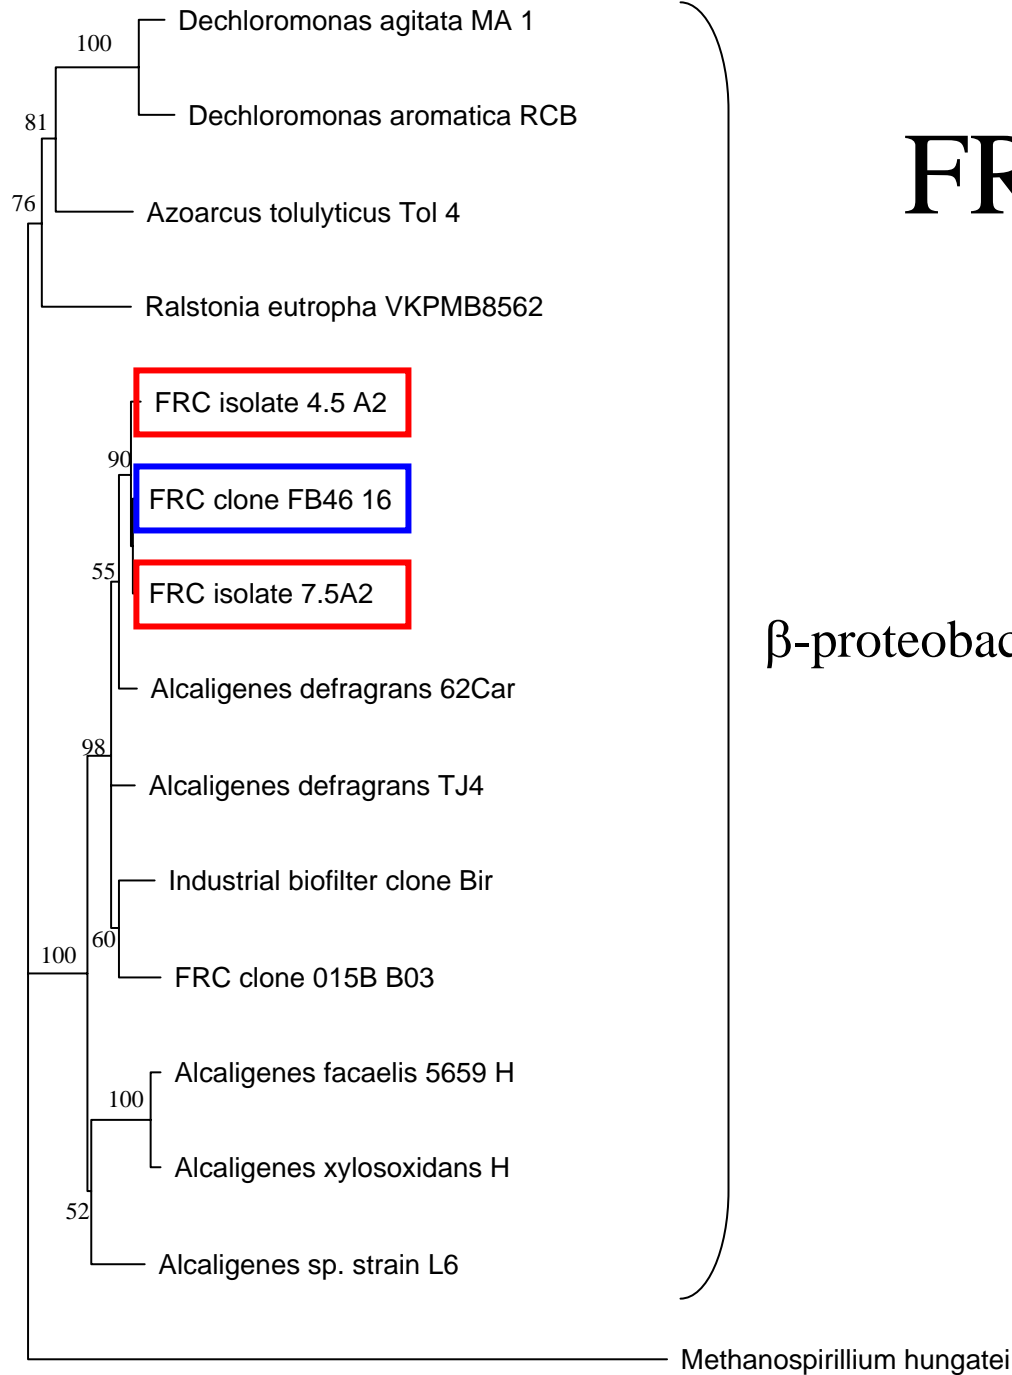 Dechloromonas agitata MA 1
100
Dechloromonas aromatica RCB
81
FR
76
Azoarcus tolulyticus Tol 4
Ralstonia eutropha VKPMB8562
FRC isolate 4.5 A2
90
FRC clone FB46 16
55
FRC isolate 7.5A2
β-proteobac
Alcaligenes defragrans 62Car
98
Alcaligenes defragrans TJ4
Industrial biofilter clone Bir
60
100
FRC clone 015B B03
Alcaligenes facaelis 5659 H
100
Alcaligenes xylosoxidans H
52
Alcaligenes sp. strain L6
Methanospirillium hungatei